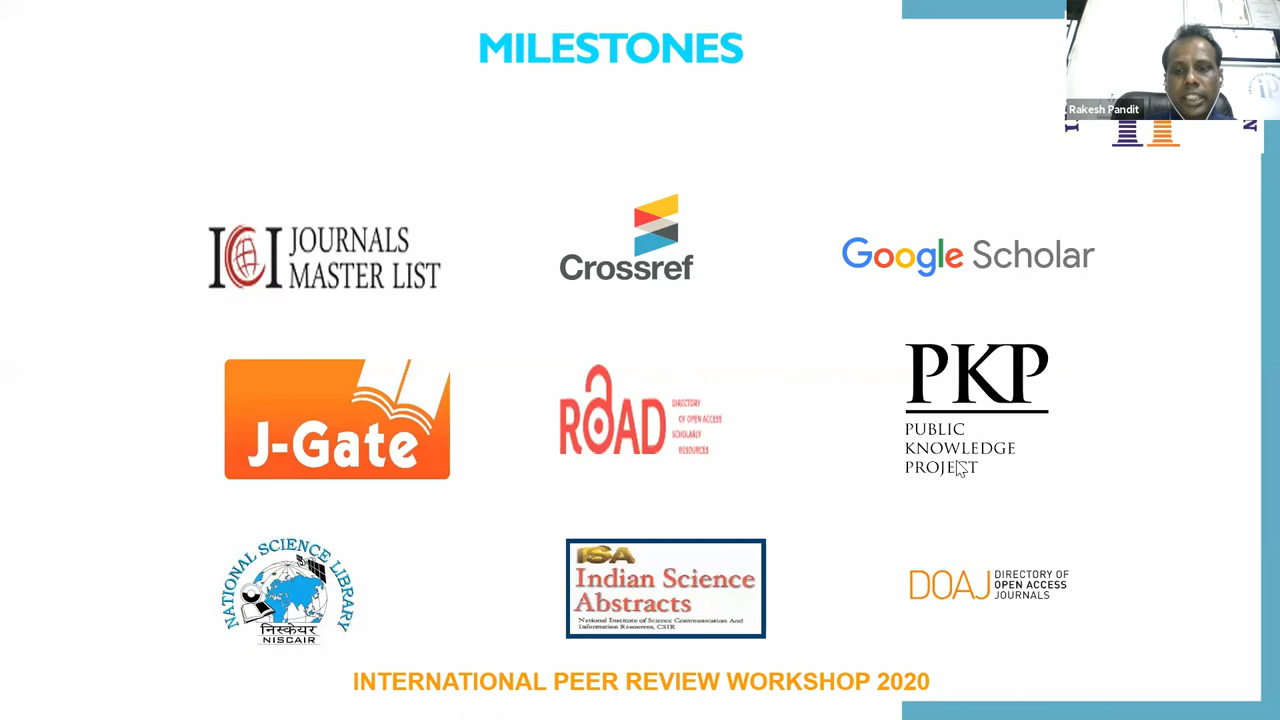 MILESTONES
Rakesh Pandit
ICI JOURNALS
MASTER LIST
Crossref
Google Scholar
J-Gate
ROAD
DIRECTORY
OF OPEN ACCESS
SCHOLARLY
RESOURCES
PKP
PUBLIC
KNOWLEDGE
PROJECT
NATIONAL SCIENCE LIBRARY
निस्केयर
NISCAIR
ISA
Indian Science
Abstracts
National Institute of Science Communication And
Information Resources, CSIR
DOAJ
DIRECTORY OF
OPEN ACCESS
JOURNALS
INTERNATIONAL PEER REVIEW WORKSHOP 2020